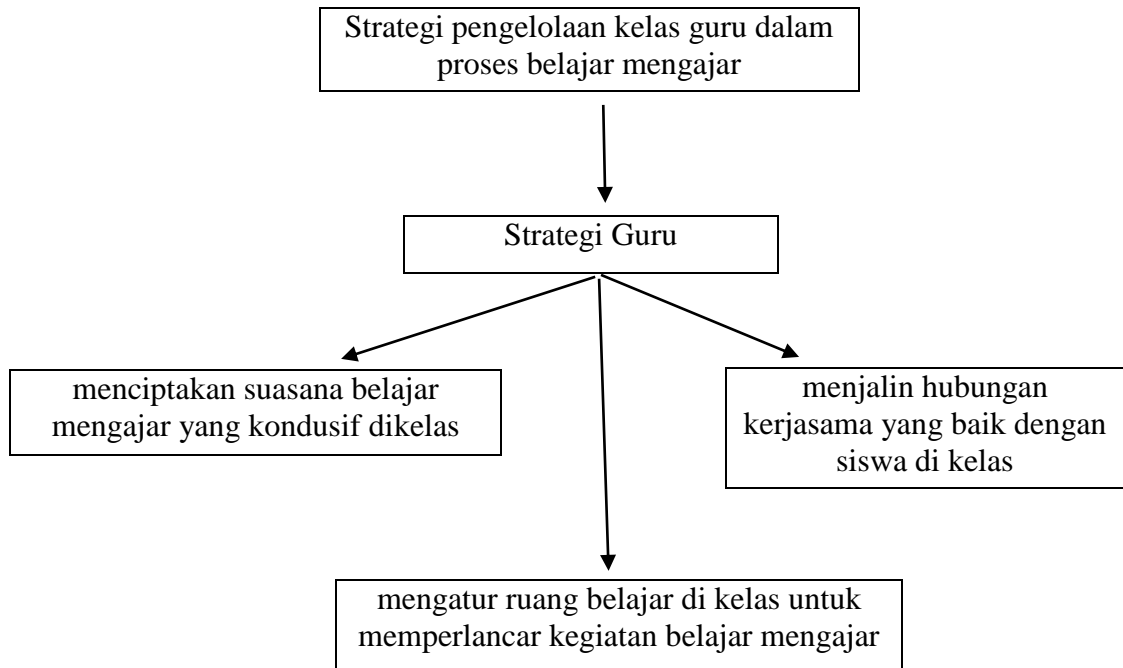 Strategi pengelolaan kelas guru dalam
proses belajar mengajar
Strategi Guru
menciptakan suasana belajar
mengajar yang kondusif dikelas
menjalin hubungan
kerjasama yang baik dengan
siswa di kelas
mengatur ruang belajar di kelas untuk
memperlancar kegiatan belajar mengajar